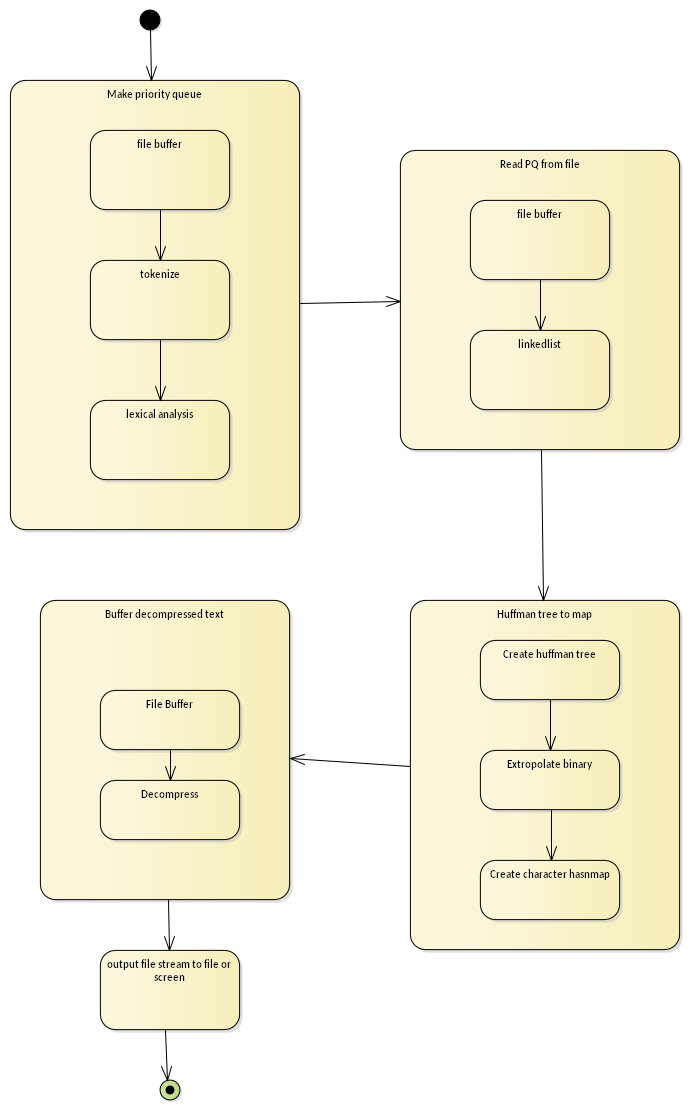 Make priority queue
file buffer
tokenize
lexical analysis
Read PQ from file
file buffer
linkedlist
Huffman tree to map
Create huffman tree
Extropolate binary
Create character hasnmap
Buffer decompressed text
File Buffer
Decompress
output file stream to file or
screen